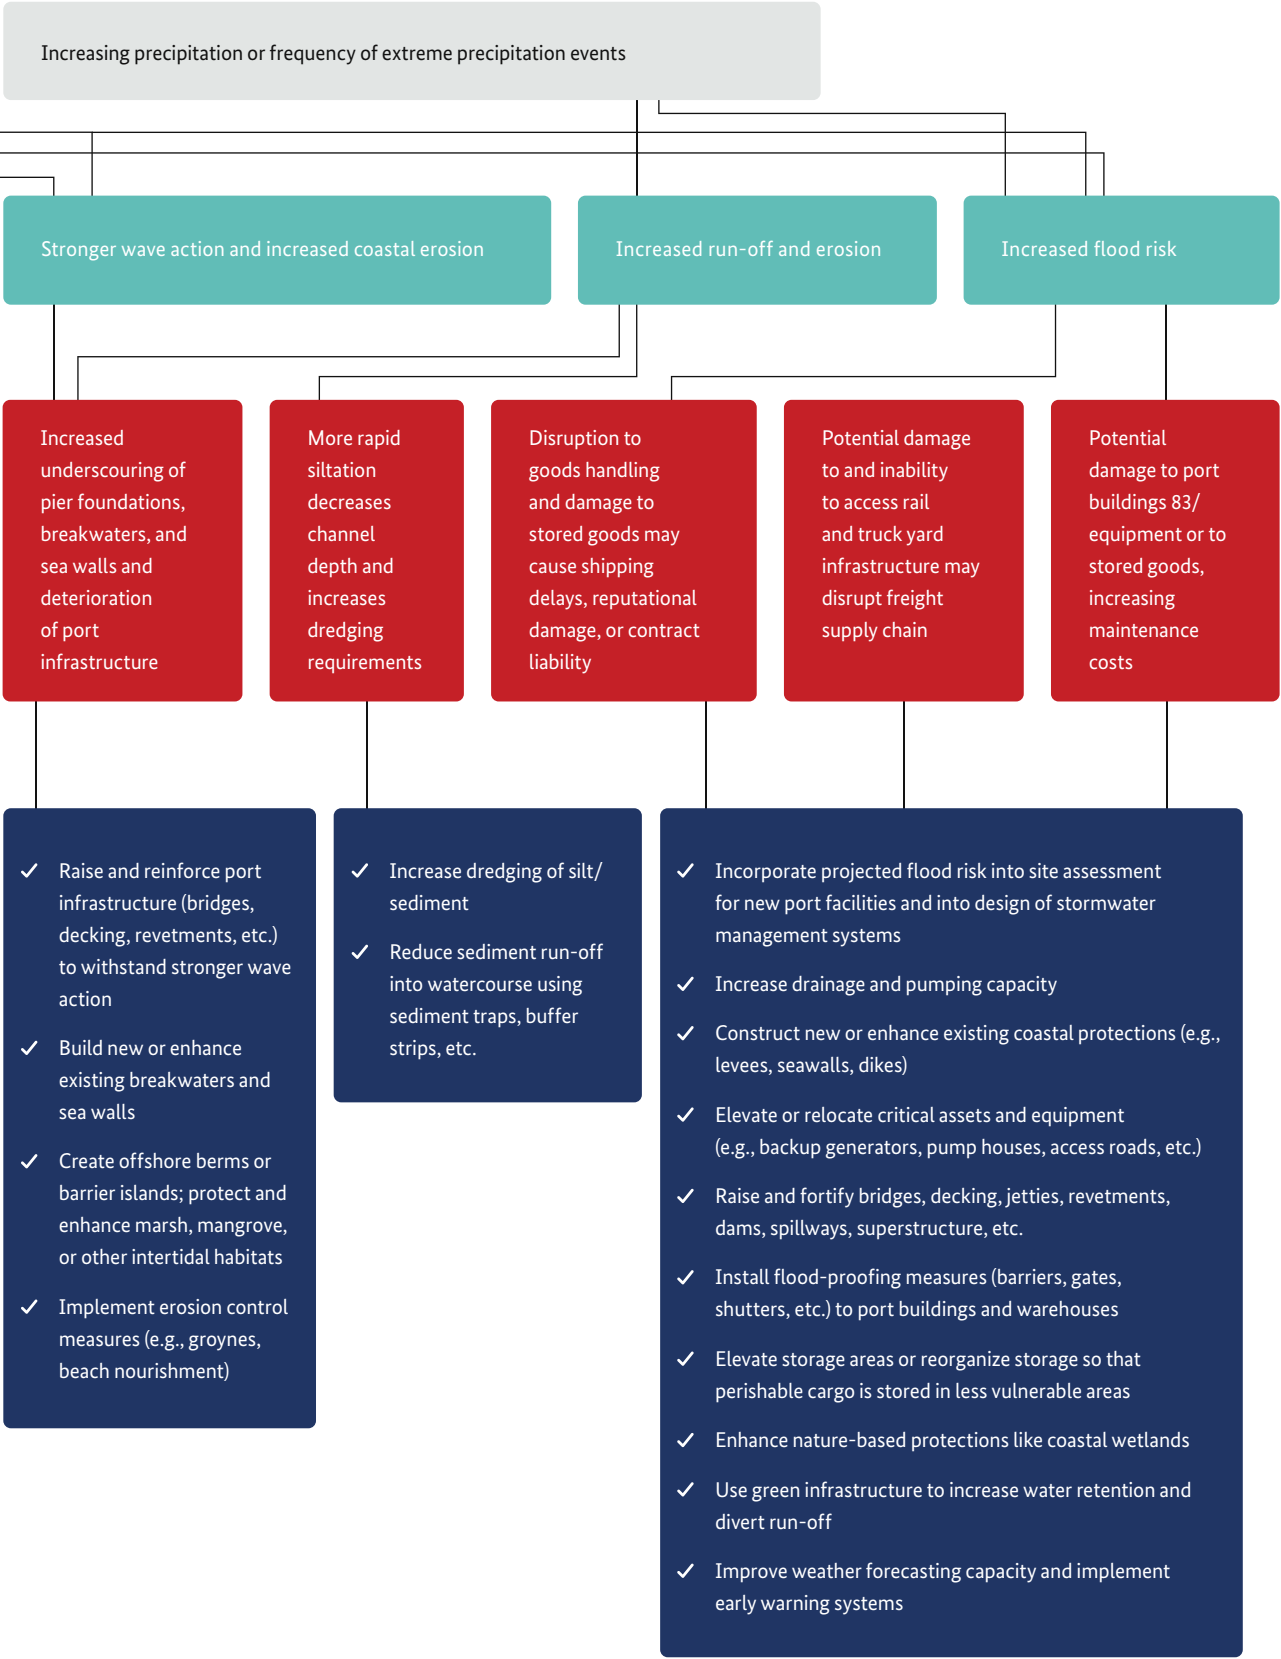 Increasing precipitation or frequency of extreme precipitation events
Stronger wave action and increased coastal erosion
Increased run-off and erosion
Increased flood risk
Increased
underscouring of
pier foundations,
breakwaters, and
sea walls and
deterioration
of port
infrastructure
More rapid
siltation
decreases
channel
depth and
increases
dredging
requirements
Disruption to
goods handling
and damage to
stored goods may
cause shipping
delays, reputational
damage, or contract
liability
Potential damage
to and inability
to access rail
and truck yard
infrastructure may
disrupt freight
supply chain
Potential
damage to port
buildings 83/
equipment or to
stored goods,
increasing
maintenance
costs
✓ Raise and reinforce port
infrastructure (bridges,
decking, revetments, etc.)
to withstand stronger wave
action
✓ Build new or enhance
existing breakwaters and
sea walls
✓ Create offshore berms or
barrier islands; protect and
enhance marsh, mangrove,
or other intertidal habitats
✓ Implement erosion control
measures (e.g., groynes,
beach nourishment)
✓ Increase dredging of silt/
sediment
✓ Reduce sediment run-off
into watercourse using
sediment traps, buffer
strips, etc.
✓ Incorporate projected flood risk into site assessment
for new port facilities and into design of stormwater
management systems
✓ Increase drainage and pumping capacity
✓ Construct new or enhance existing coastal protections (e.g.,
levees, seawalls, dikes)
✓ Elevate or relocate critical assets and equipment
(e.g., backup generators, pump houses, access roads, etc.)
✓ Raise and fortify bridges, decking, jetties, revetments,
dams, spillways, superstructure, etc.
✓ Install flood-proofing measures (barriers, gates,
shutters, etc.) to port buildings and warehouses
✓ Elevate storage areas or reorganize storage so that
perishable cargo is stored in less vulnerable areas
✓ Enhance nature-based protections like coastal wetlands
✓ Use green infrastructure to increase water retention and
divert run-off
✓ Improve weather forecasting capacity and implement
early warning systems